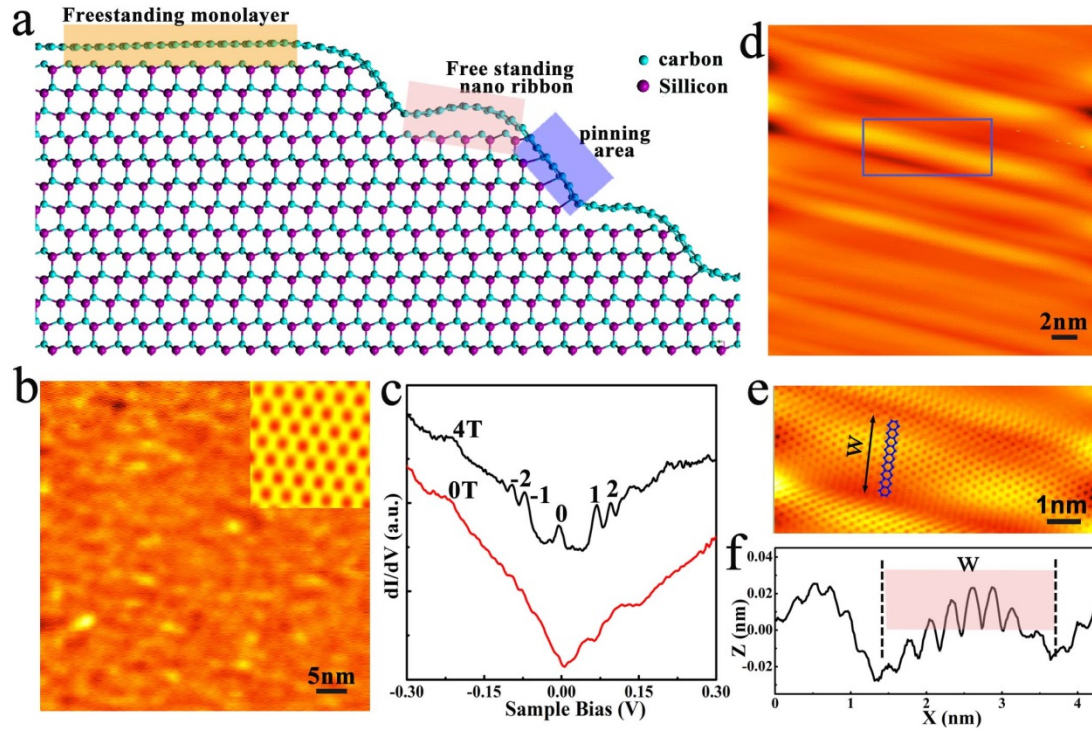 a
Freestanding monolayer
Free standing
nano ribbon
carbon
Sillicon
pinning
area
d
2nm
b
5nm
c
4T
0T
-2
-1
0
1
2
dI/dV (a.u.)
-0.30
-0.15
0.00
0.15
0.30
Sample Bias (V)
e
W
1nm
f
W
0.04
0.02
0.00
-0.02
Z (nm)
0
1
2
3
4
X (nm)